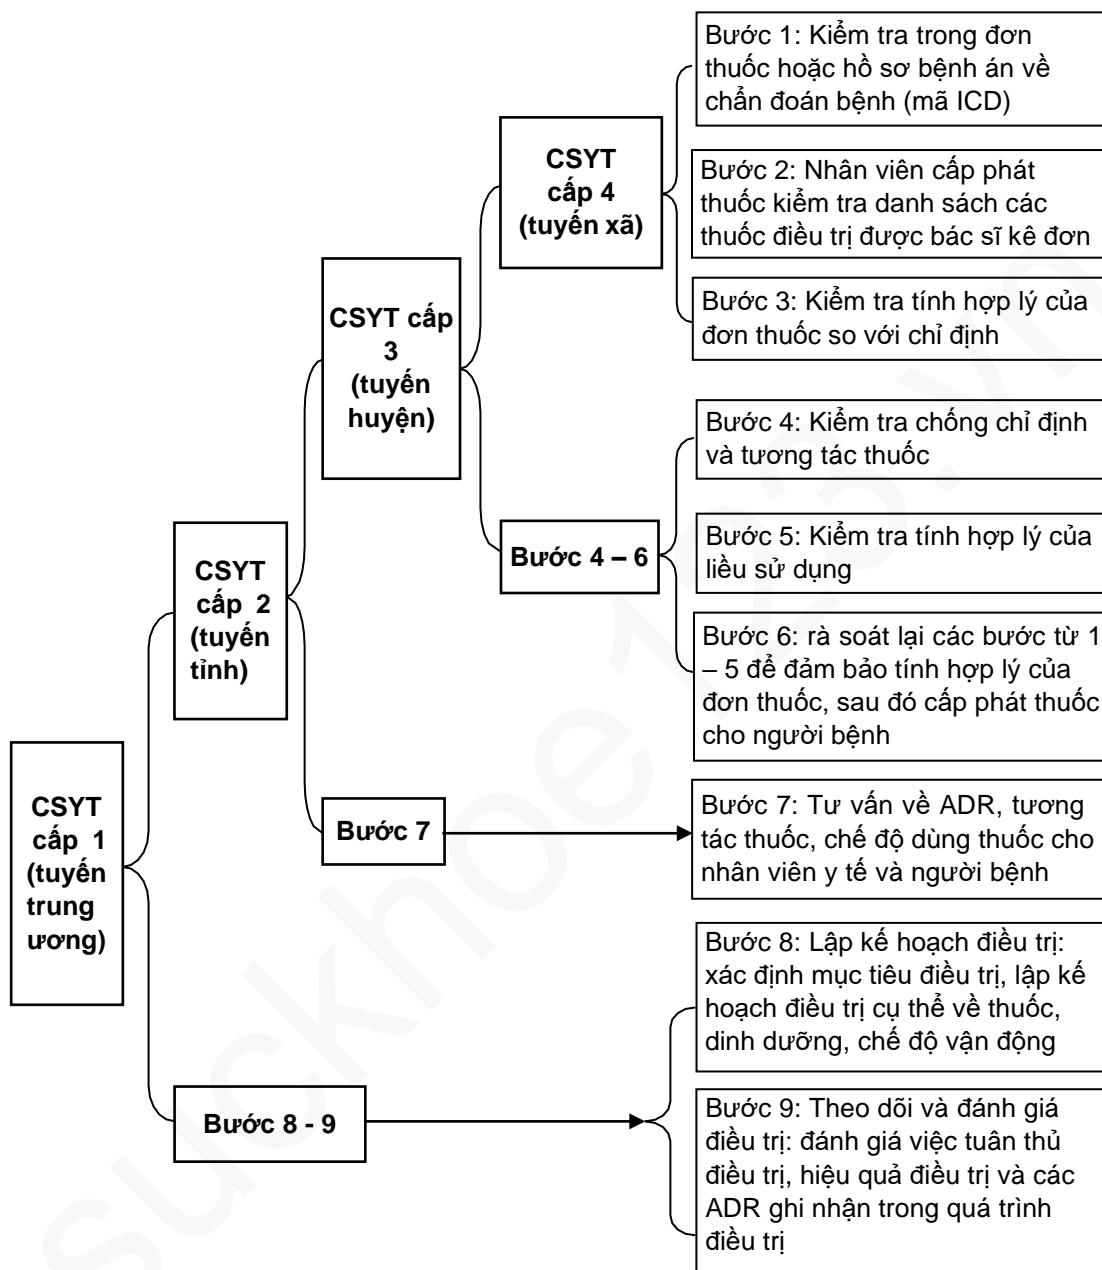 Bước 1: Kiểm tra trong đơn
thuốc hoặc hồ sơ bệnh án về
chẩn đoán bệnh (mã ICD)
CSYT
cấp 4
(tuyến xã)
Bước 2: Nhân viên cấp phát
thuốc kiểm tra danh sách các
thuốc điều trị được bác sĩ kê đơn
CSYT cấp
3
(tuyến
huyện)
Bước 3: Kiểm tra tính hợp lý của
đơn thuốc so với chỉ định
Bước 4: Kiểm tra chống chỉ định
và tương tác thuốc
Bước 4 – 6
Bước 5: Kiểm tra tính hợp lý của
liều sử dụng
CSYT
cấp 2
(tuyến
tỉnh)
Bước 6: rà soát lại các bước từ 1
– 5 để đảm bảo tính hợp lý của
đơn thuốc, sau đó cấp phát thuốc
cho người bệnh
CSYT
cấp 1
(tuyến
trung
ương)
Bước 7
Bước 7: Tư vấn về ADR, tương
tác thuốc, chế độ dùng thuốc cho
nhân viên y tế và người bệnh
Bước 8: Lập kế hoạch điều trị:
xác định mục tiêu điều trị, lập kế
hoạch điều trị cụ thể về thuốc,
dinh dưỡng, chế độ vận động
Bước 8 - 9
Bước 9: Theo dõi và đánh giá
điều trị: đánh giá việc tuân thủ
điều trị, hiệu quả điều trị và các
ADR ghi nhận trong quá trình
điều trị
suckhoe123.vn